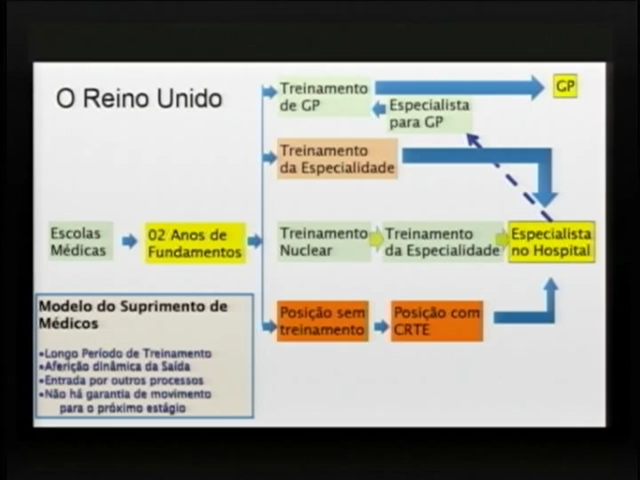 O Reino Unido
Treinamento
de GP
GP
Especialista
para GP
Treinamento
da Especialidade
Escolas
Médicas
02 Anos de
Fundamentos
Treinamento
Nuclear
Treinamento
da Especialidade
Especialista
no Hospital
Modelo do Suprimento de
Médicos
•Longo Período de Treinamento
•Aferição dinâmica da Saída
•Entrada por outros processos
•Não há garantia de movimento
para o próximo estágio
Posição sem
treinamento
Posição com
CRTE